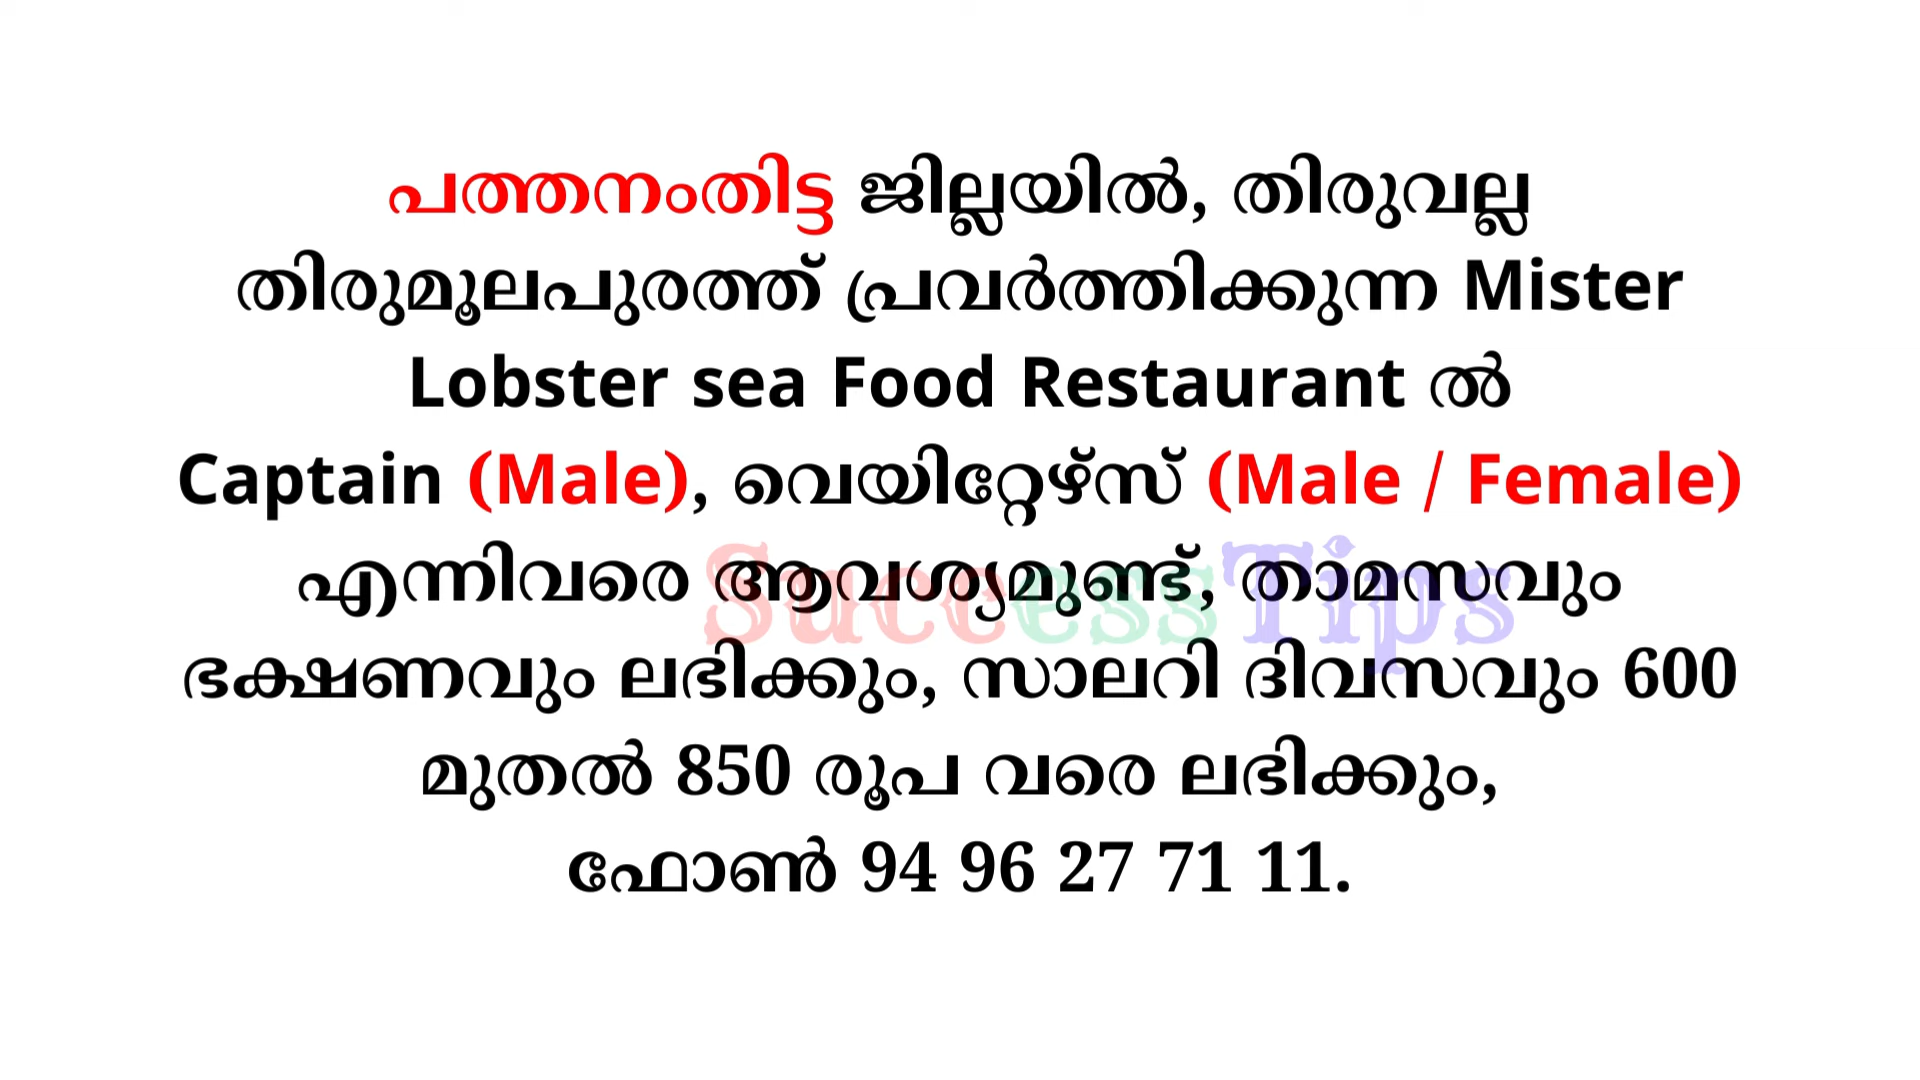 പത്തനംതിട്ട ജില്ലയിൽ, തിരുവല്ല
തിരുമൂലപുരത്ത് പ്രവർത്തിക്കുന്ന Mister
Lobster sea Food Restaurant ൽ
Captain (Male), വെയിറ്റേഴ്സ് (Male / Female)
എന്നിവരെ ആവശ്യമുണ്ട്, താമസവും
SuccessTips
ഭക്ഷണവും ലഭിക്കും, സാലറി ദിവസവും 600
മുതൽ 850 രൂപ വരെ ലഭിക്കും,
ഫോൺ 94 96 27 71 11.